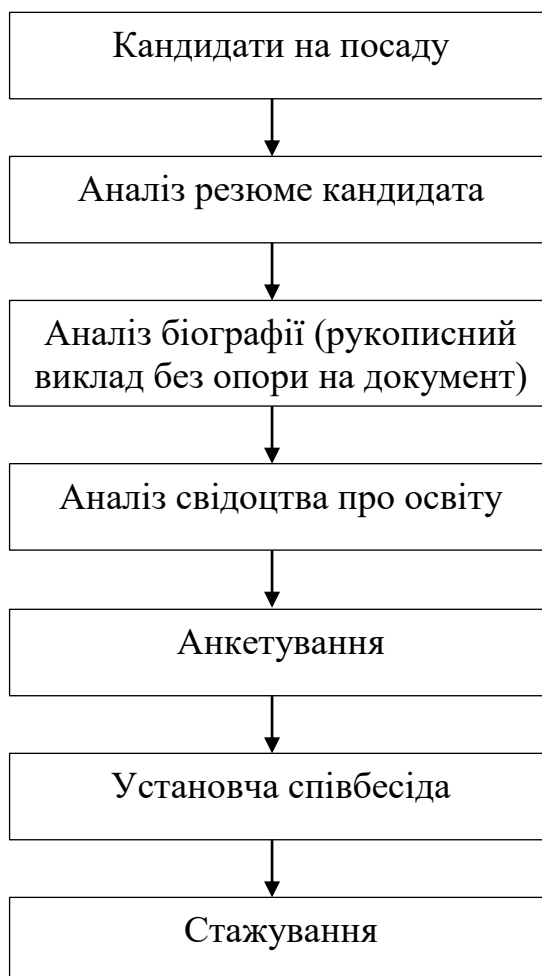 Кандидати на посаду
Аналіз резюме кандидата
Аналіз біографії (рукописний
виклад без опори на документ)
Аналіз свідоцтва про освіту
Анкетування
Установча співбесіда
Стажування